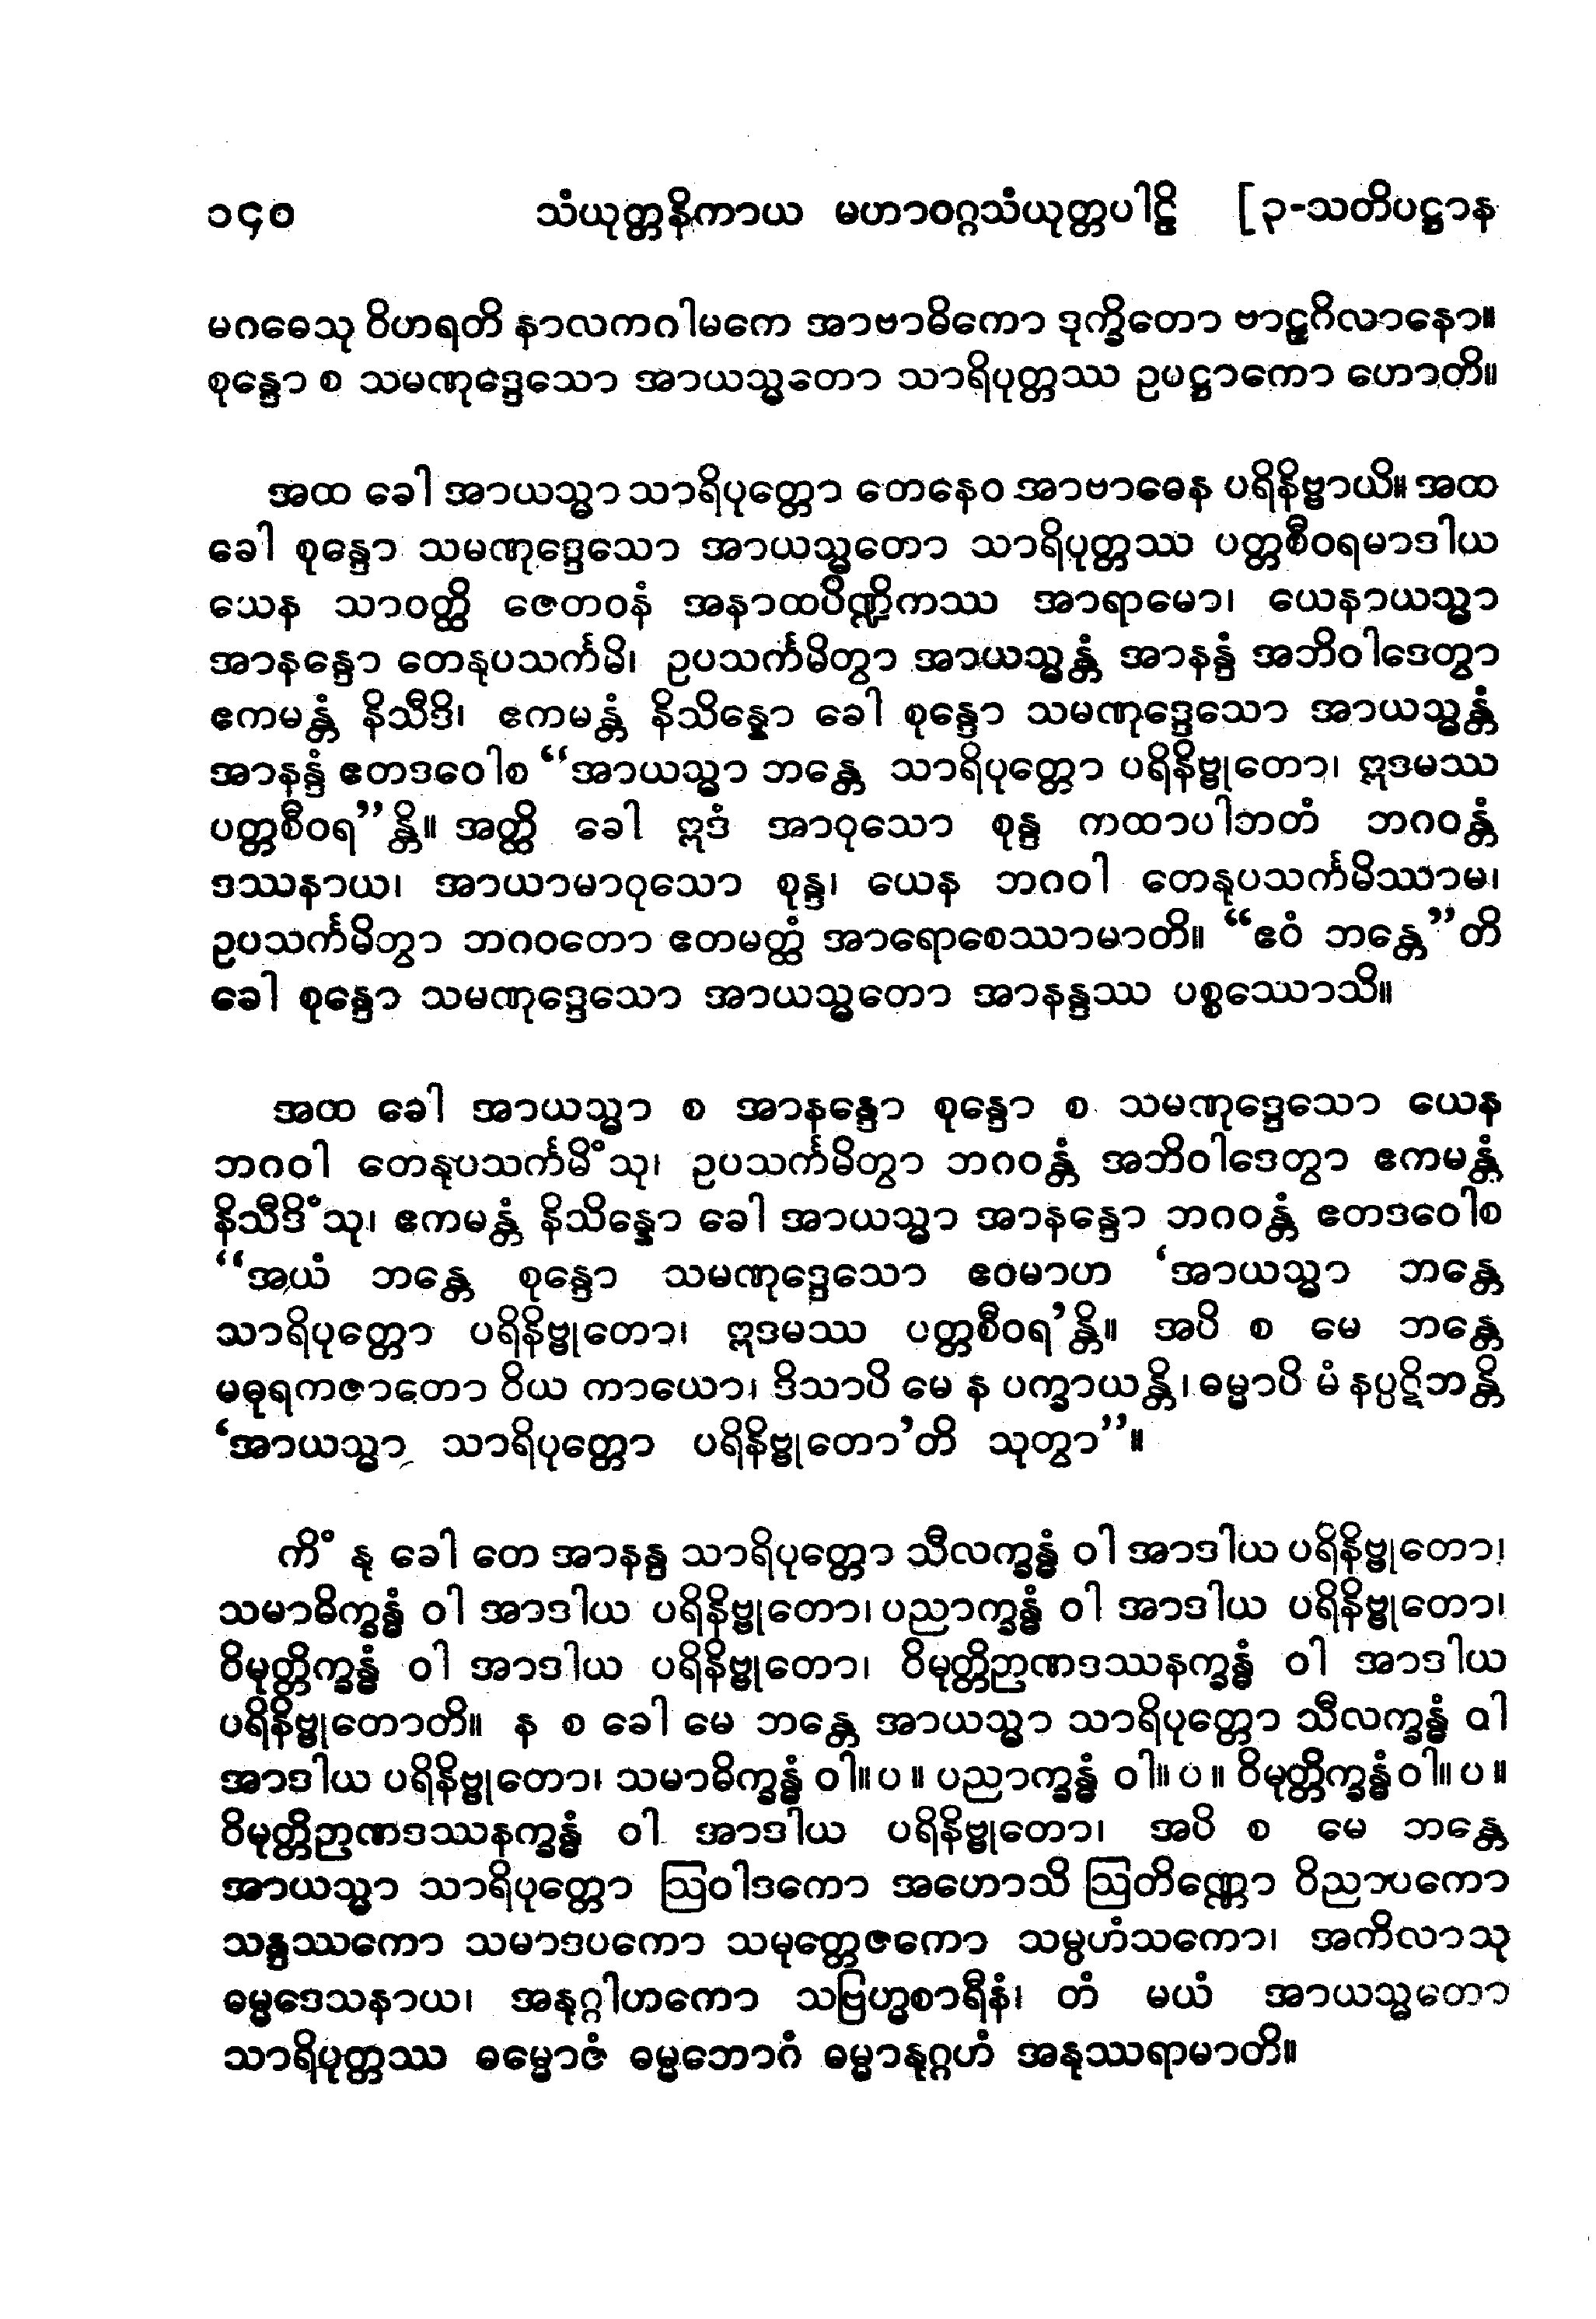 ၁၄၀ သံယုတ္တနိကာယ မဟာဝဂ္ဂသံယုတ္တပါဠိ [၃-သတိပဋ္ဌာန
မဂဓေသု ဝိဟရတိ နာလကဂါမကေ အာဗာဓိကော ဒုက္ခိတော ဗာဠှဂိလာနော။
စုန္ဒော စ သမဏုဒ္ဒေသော အာယသ္မတော သာရိပုတ္တဿ ဥပဋ္ဌာကော ဟောတိ။
အထ ခေါ အာယသ္မာ သာရိပုတ္တော တေနေဝ အာဗာဓေန ပရိနိဗ္ဗာယိ။ အထ
ခေါ စုန္ဒော သမဏုဒ္ဒေသော အာယသ္မတော သာရိပုတ္တဿ ပတ္တစီဝရမာဒါယ
ယေန သာဝတ္ထိ ဇေတဝနံ အနာထပိဏ္ဍိကဿ အာရာမော၊ ယေနာယသ္မာ
အာနန္ဒော တေနုပသင်္ကမိ၊ ဥပသင်္ကမိတွာ အာယသ္မန္တံ အာနန္ဒံ အဘိဝါဒေတွာ
ဧကမန္တံ နိသီဒိ၊ ဧကမန္တံ နိသိန္နော ခေါ စုန္ဒော သမဏုဒ္ဒေသော အာယသ္မန္တံ
အာနန္ဒံ ဧတဒဝေါစ “အာယသ္မာ ဘန္တေ သာရိပုတ္တော ပရိနိဗ္ဗုတော၊ ဣဒမဿ
ပတ္တစီဝရ”န္တိ။ အတ္ထိ ခေါ ဣဒံ အာဝုသော စုန္ဒ ကထာပါဘတံ ဘဂဝန္တံ
ဒဿနာယ၊ အာယာမာဝုသော စုန္ဒ၊ ယေန ဘဂဝါ တေနုပသင်္ကမိဿာမ၊
ဥပသင်္ကမိတွာ ဘဂဝတော ဧတမတ္ထံ အာရောစေဿာမာတိ။ “ဧဝံ ဘန္တေ”တိ
ခေါ စုန္ဒော သမဏုဒ္ဒေသော အာယသ္မတော အာနန္ဒဿ ပစ္စဿောသိ။
အထ ခေါ အာယသ္မာ စ အာနန္ဒော စုန္ဒော စ သမဏုဒ္ဒေသော ယေန
ဘဂဝါ တေနုပသင်္ကမိံသု၊ ဥပသင်္ကမိတွာ ဘဂဝန္တံ အဘိဝါဒေတွာ ဧကမန္တံ
နိသီဒိံသု၊ ဧကမန္တံ နိသိန္နော ခေါ အာယသ္မာ အာနန္ဒော ဘဂဝန္တံ ဧတဒဝေါစ
“အယံ ဘန္တေ စုန္ဒော သမဏုဒ္ဒေသော ဧဝမာဟ ‘အာယသ္မာ ဘန္တေ
သာရိပုတ္တော ပရိနိဗ္ဗုတော၊ ဣဒမဿ ပတ္တစီဝရ’န္တိ။ အပိ စ မေ ဘန္တေ
မဓုရကဇာတော ဝိယ ကာယော၊ ဒိသာပိ မေ န ပက္ခာယန္တိ၊ ဓမ္မာပိ မံ နပ္ပဋိဘန္တိ
‘အာယသ္မာ သာရိပုတ္တော ပရိနိဗ္ဗုတော’တိ သုတွာ”။
ကိံ နု ခေါ တေ အာနန္ဒ သာရိပုတ္တော သီလက္ခန္ဓံ ဝါ အာဒါယ ပရိနိဗ္ဗုတော၊
သမာဓိက္ခန္ဓံ ဝါ အာဒါယ ပရိနိဗ္ဗုတော၊ ပညာက္ခန္ဓံ ဝါ အာဒါယ ပရိနိဗ္ဗုတော၊
ဝိမုတ္တိက္ခန္ဓံ ဝါ အာဒါယ ပရိနိဗ္ဗုတော၊ ဝိမုတ္တိဉာဏဒဿနက္ခန္ဓံ ဝါ အာဒါယ
ပရိနိဗ္ဗုတောတိ။ န စ ခေါ မေ ဘန္တေ အာယသ္မာ သာရိပုတ္တော သီလက္ခန္ဓံ ဝါ
အာဒါယ ပရိနိဗ္ဗုတော၊ သမာဓိက္ခန္ဓံ ဝါ။ ပ ။ ပညာက္ခန္ဓံ ဝါ။ ပ ။ ဝိမုတ္တိက္ခန္ဓံ ဝါ။ ပ ။
ဝိမုတ္တိဉာဏဒဿနက္ခန္ဓံ ဝါ အာဒါယ ပရိနိဗ္ဗုတော၊ အပိ စ မေ ဘန္တေ
အာယသ္မာ သာရိပုတ္တော ဩဝါဒကော အဟောသိ ဩတိဏ္ဏော ဝိညာပကော
သန္ဒဿကော သမာဒပကော သမုတ္တေဇကော သမ္ပဟံသကော၊ အကိလာသု
ဓမ္မဒေသနာယ၊ အနုဂ္ဂါဟကော သဗြဟ္မစာရီနံ၊ တံ မယံ အာယသ္မတော
သာရိပုတ္တဿ ဓမ္မောဇံ ဓမ္မဘောဂံ ဓမ္မာနုဂ္ဂဟံ အနုဿရာမာတိ။